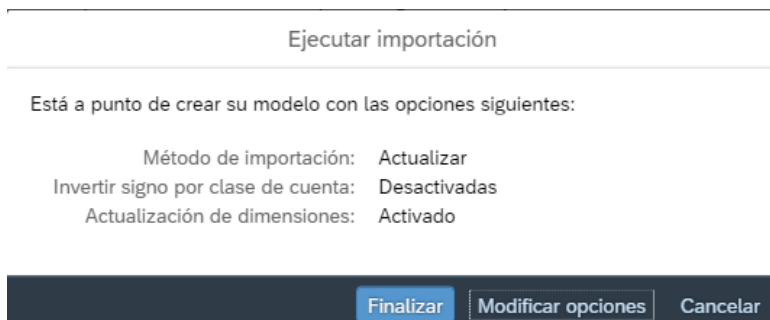 Ejecutar importación
Está a punto de crear su modelo con las opciones siguientes:
Método de importación: Actualizar
Invertir signo por clase de cuenta: Desactivadas
Actualización de dimensiones: Activado
Finalizar Modificar opciones Cancelar